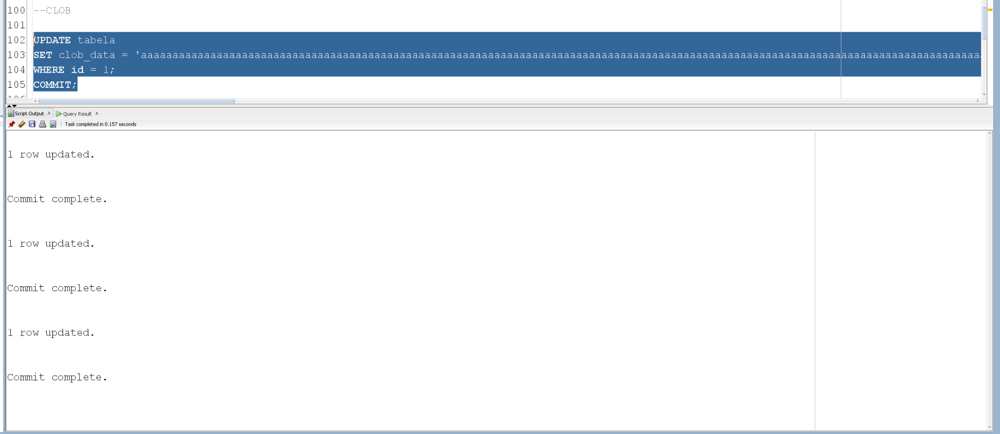 100 --CLOB
101
102 UPDATE tabela
103 SET clob_data = 'aaaaaaaaaaaaaaaaaaaaaaaaaaaaaaaaaaaaaaaaaaaaaaaaaaaaaaaaaaaaaaaaaaaaaaaaaaaaaaaaaaaaaaaaaaaaaaaaaaaaaaaaaaaaaaaaaaaaaaaaaaaaaaaaaaaaaa
104 WHERE id = 1;
105 COMMIT;
106
Script Output x Query Result x
Task completed in 0.157 seconds
1 row updated.
Commit complete.
1 row updated.
Commit complete.
1 row updated.
Commit complete.